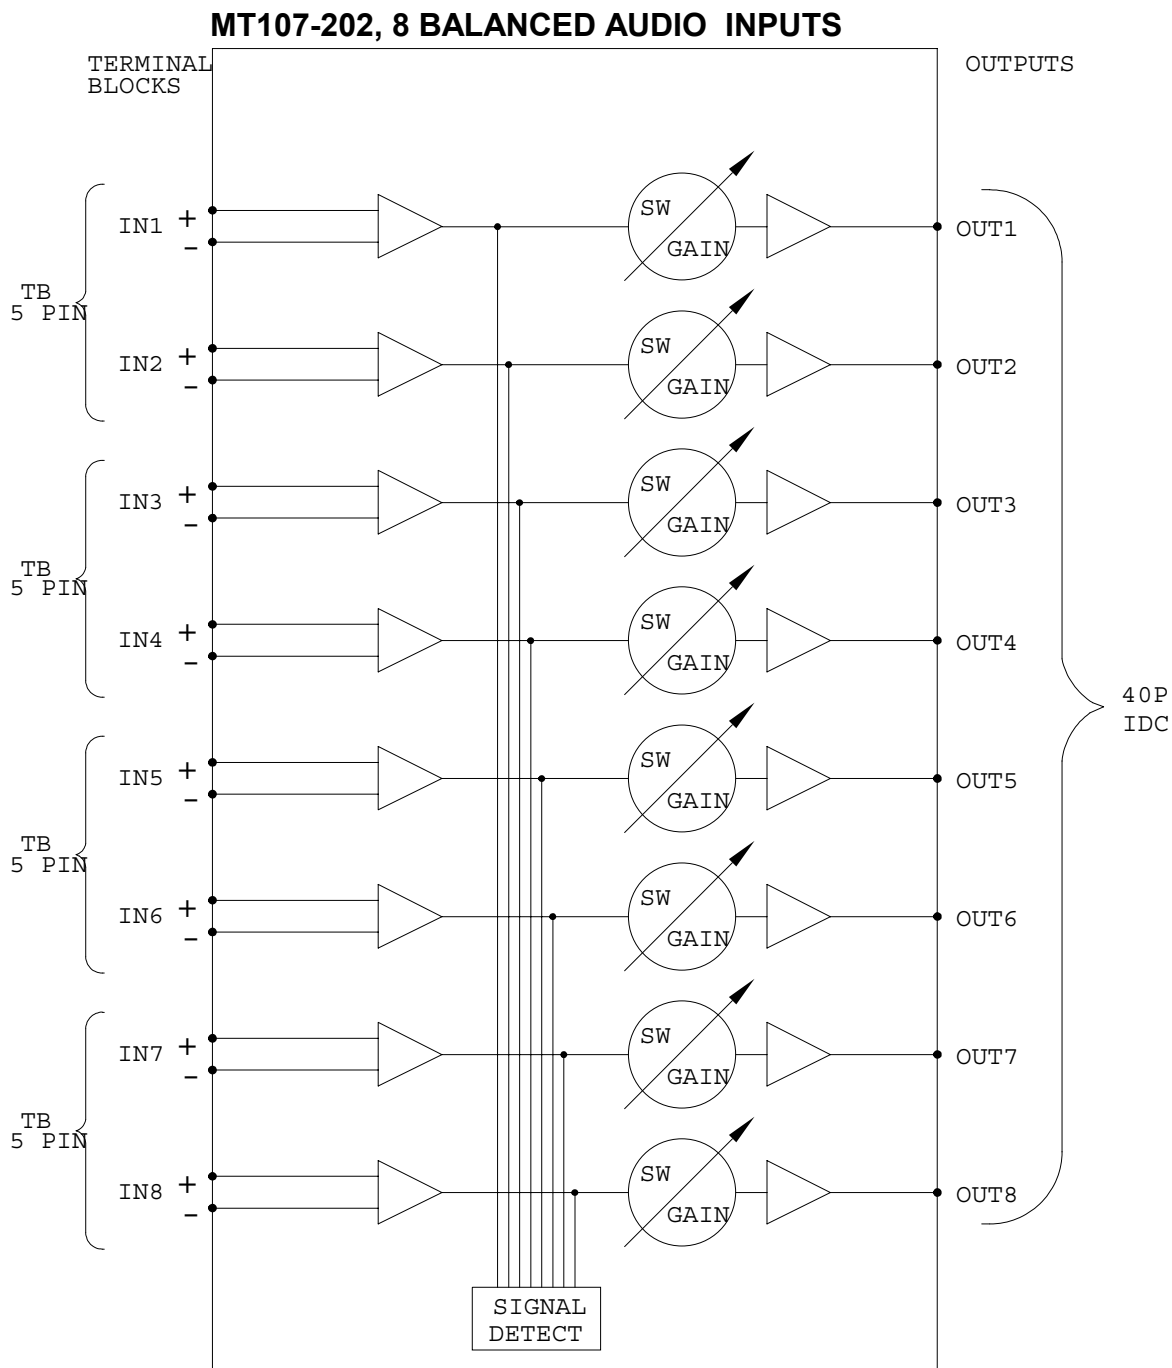 MT107-202, 8 BALANCED AUDIO INPUTS
TERMINAL
BLOCKS
OUTPUTS
IN1 +
−
SW
GAIN
OUT1
TB
5 PIN
IN2 +
−
SW
GAIN
OUT2
IN3 +
−
SW
GAIN
OUT3
TB
5 PIN
IN4 +
−
SW
GAIN
OUT4
40P
IDC
IN5 +
−
SW
GAIN
OUT5
TB
5 PIN
IN6 +
−
SW
GAIN
OUT6
IN7 +
−
SW
GAIN
OUT7
TB
5 PIN
IN8 +
−
SW
GAIN
OUT8
SIGNAL
DETECT